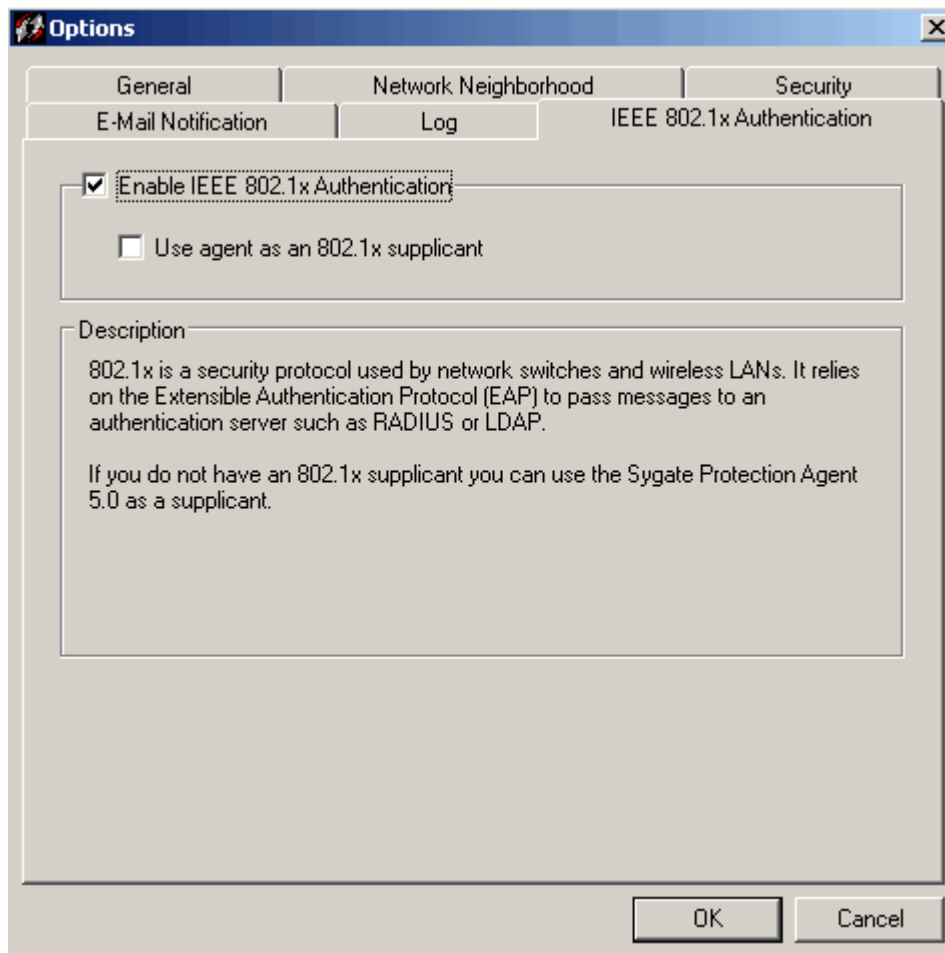 Options
General
Network Neighborhood
Security
E-Mail Notification
Log
IEEE 802.1x Authentication
Enable IEEE 802.1x Authentication
Use agent as an 802.1x supplicant
Description
802.1x is a security protocol used by network switches and wireless LANs. It relies
on the Extensible Authentication Protocol (EAP) to pass messages to an
authentication server such as RADIUS or LDAP.
If you do not have an 802.1x supplicant you can use the Sygate Protection Agent
5.0 as a supplicant.
OK
Cancel